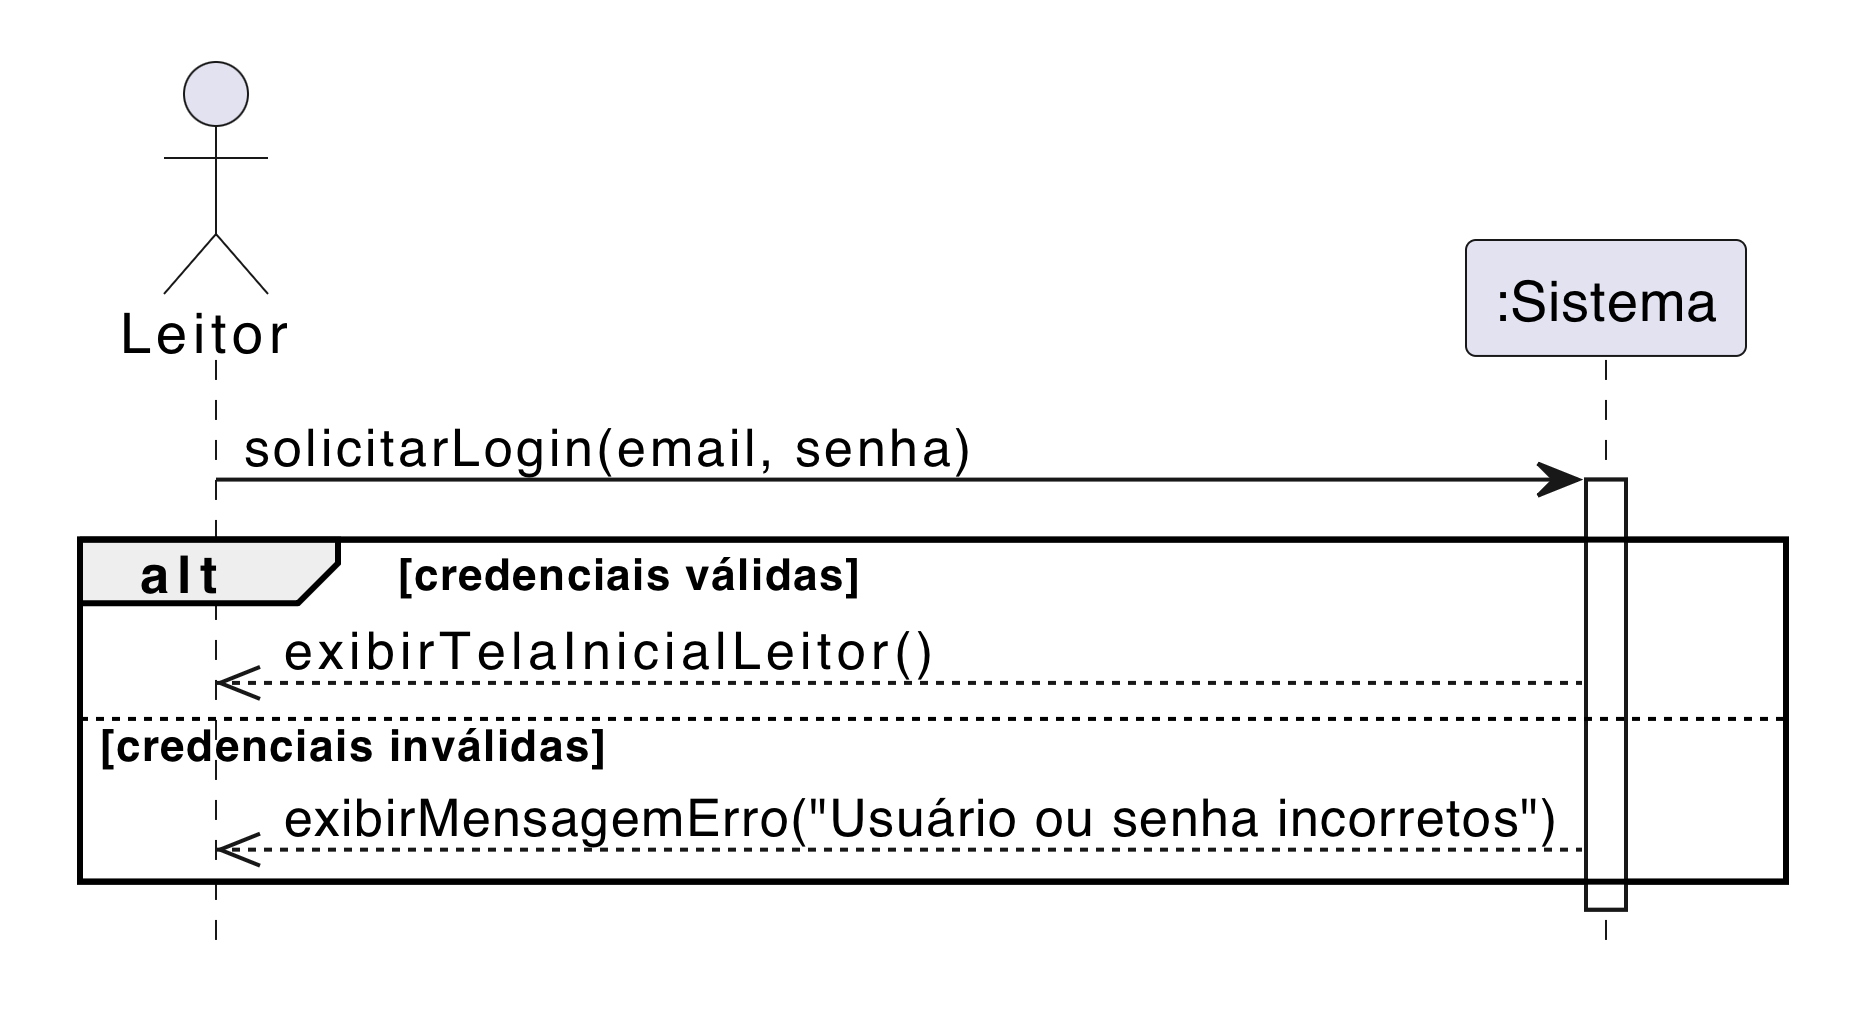 Leitor
:Sistema
solicitarLogin(email, senha)
alt [credenciais válidas]
exibirTelaInicialLeitor()
[credenciais inválidas]
exibirMensagemErro("Usuário ou senha incorretos")